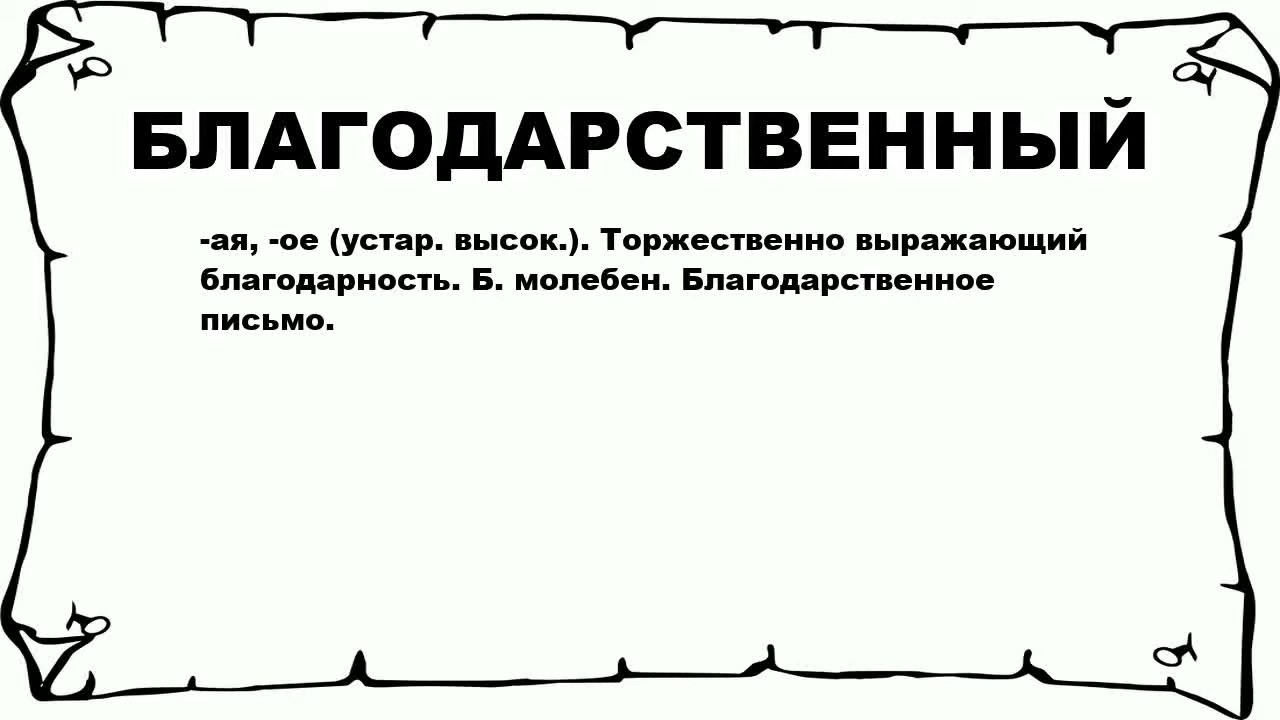 БЛАГОДАРСТВЕННЫЙ
-ая, -ое (устар. высок.). Торжественно выражающий
благодарность. Б. молебен. Благодарственное
письмо.